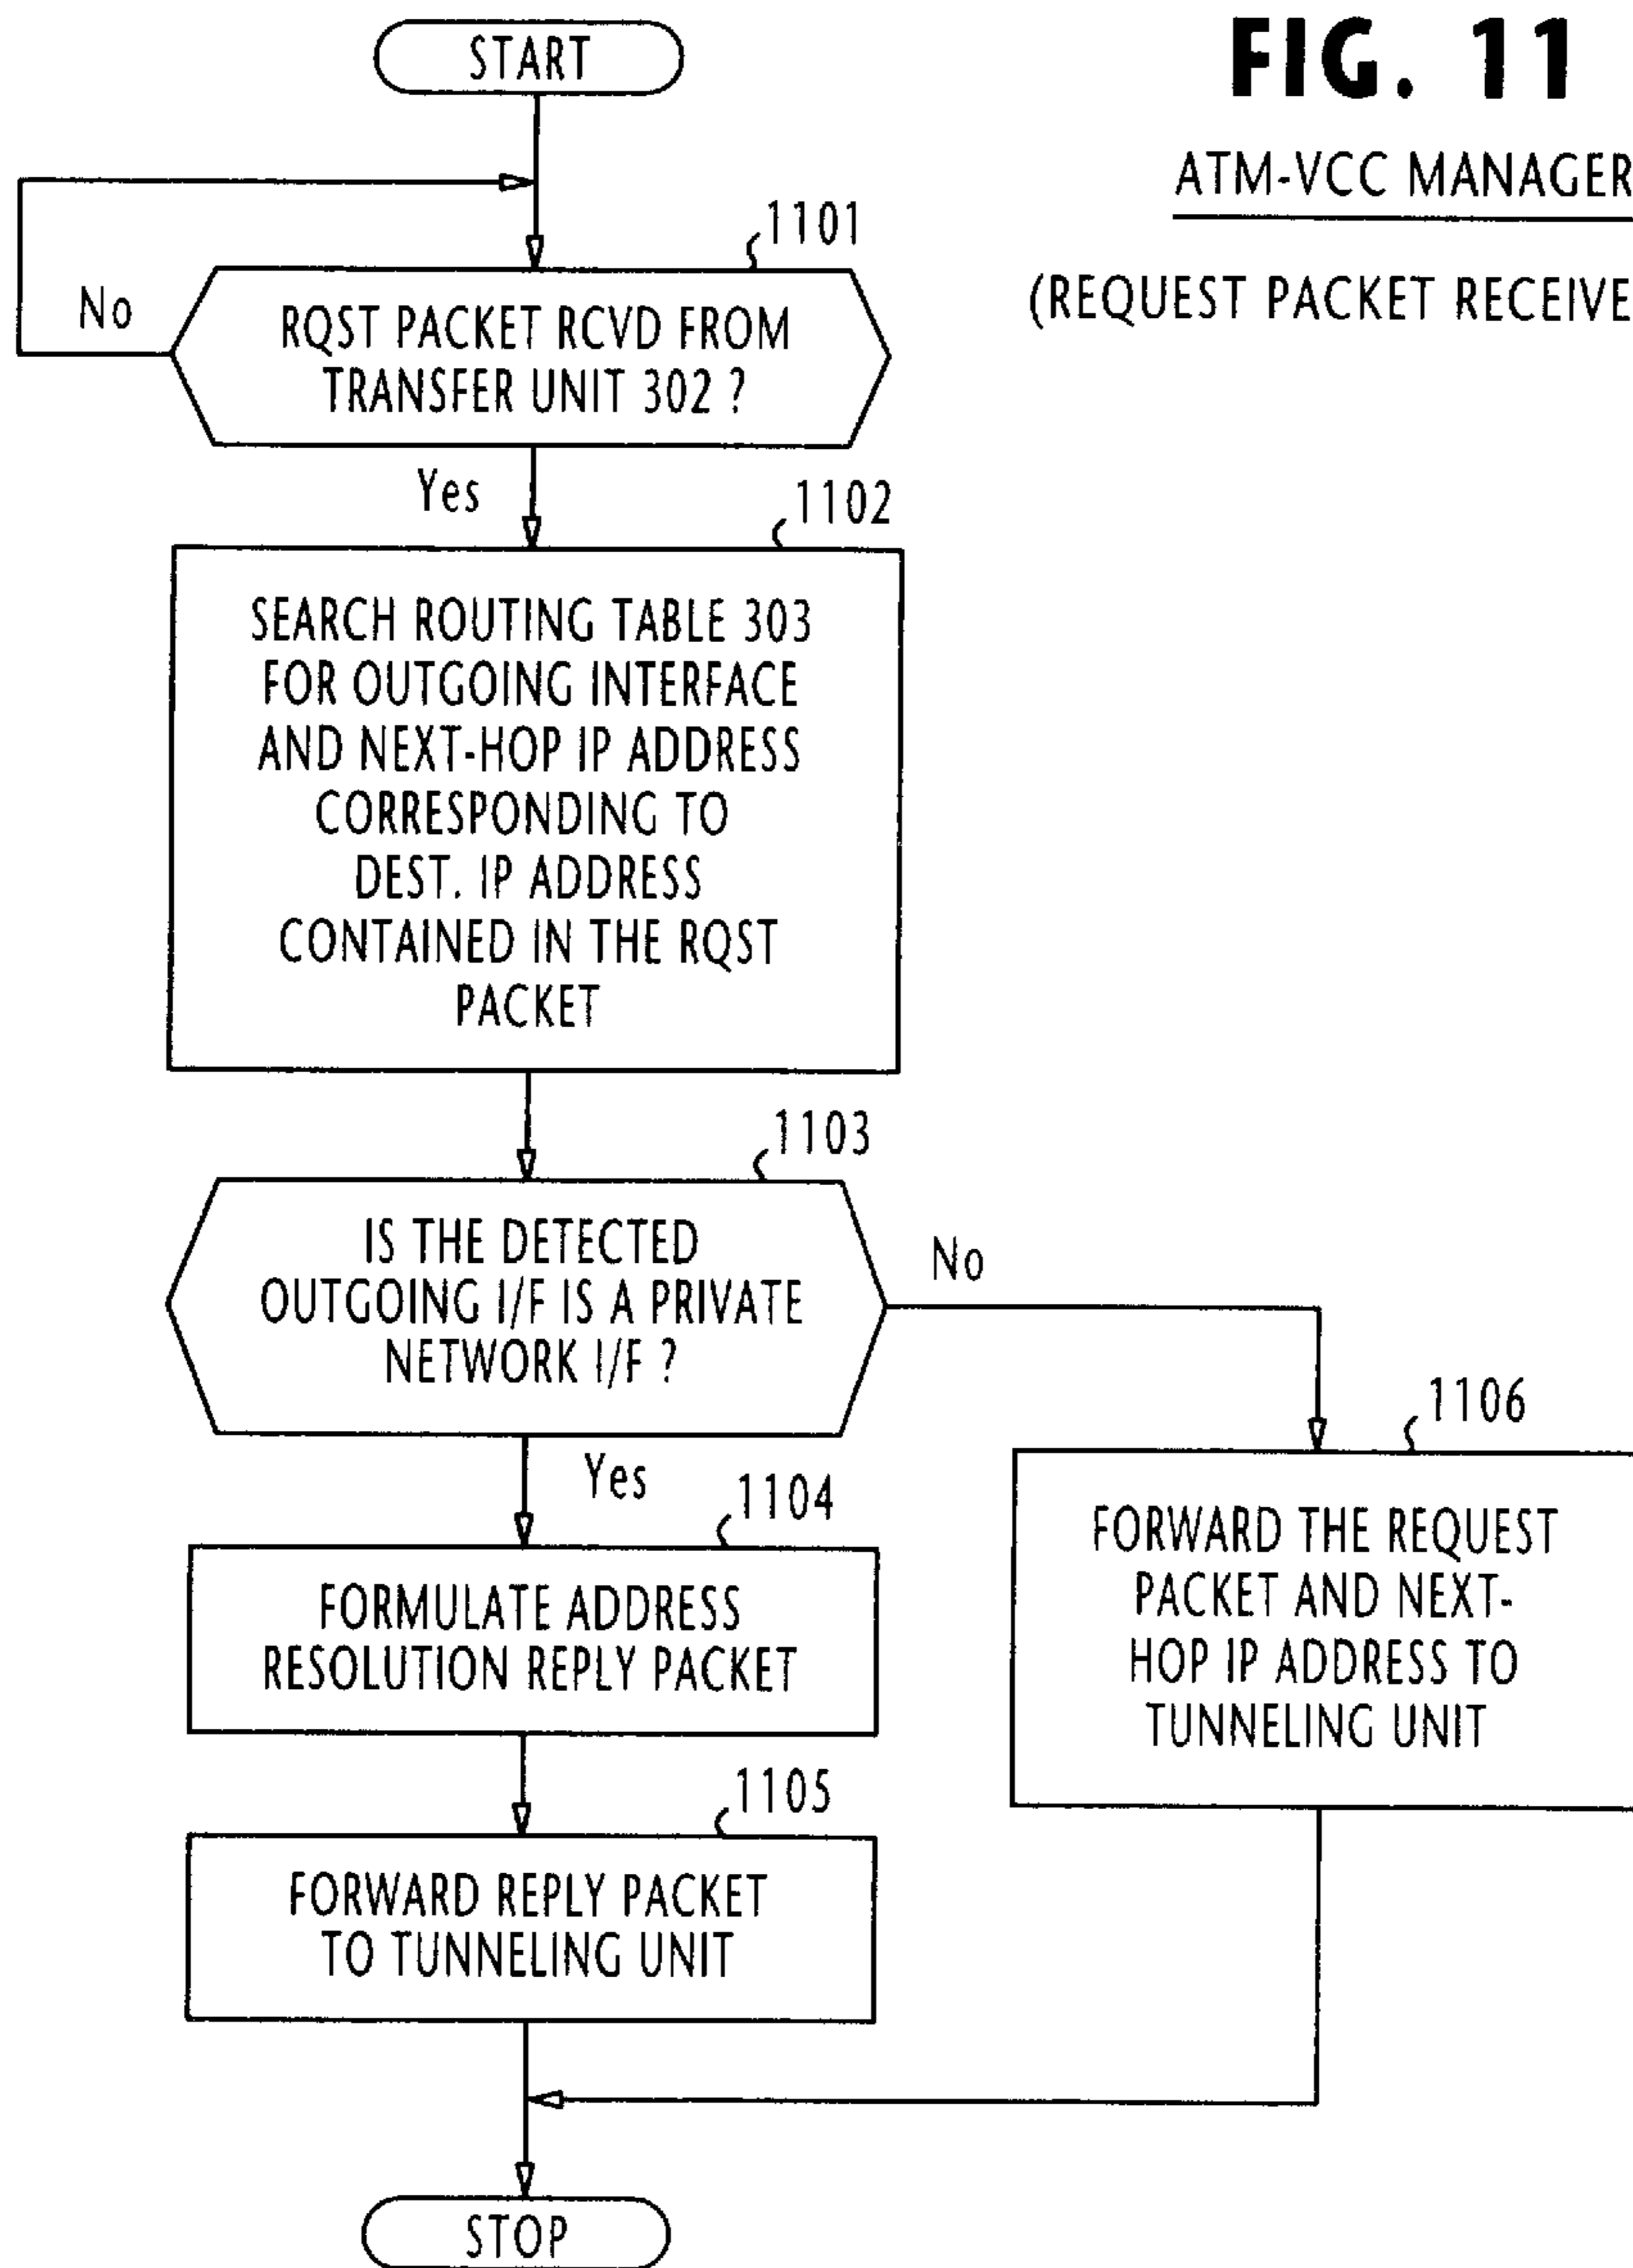 FIG. 11
ATM-VCC MANAGER
(REQUEST PACKET RECEIVE
START
1101
No
RQST PACKET RCVD FROM
TRANSFER UNIT 302 ?
Yes
1102
SEARCH ROUTING TABLE 303
FOR OUTGOING INTERFACE
AND NEXT-HOP IP ADDRESS
CORRESPONDING TO
DEST. IP ADDRESS
CONTAINED IN THE RQST
PACKET
1103
IS THE DETECTED
OUTGOING I/F IS A PRIVATE
NETWORK I/F ?
No
Yes
1104
FORMULATE ADDRESS
RESOLUTION REPLY PACKET
1105
FORWARD REPLY PACKET
TO TUNNELING UNIT
1106
FORWARD THE REQUEST
PACKET AND NEXT-
HOP IP ADDRESS TO
TUNNELING UNIT
STOP